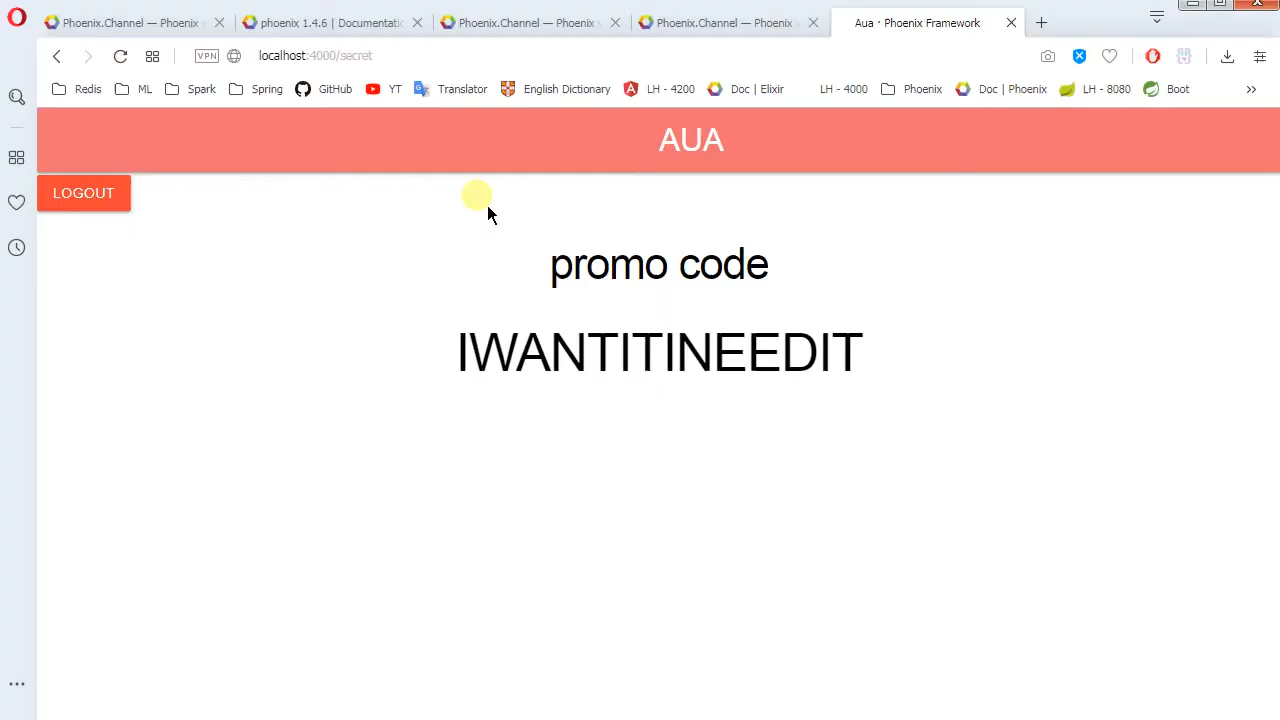 Phoenix.Channel — Phoenix v
phoenix 1.4.6 | Documentatic
Phoenix.Channel — Phoenix v
Phoenix.Channel — Phoenix v
Aua · Phoenix Framework
VPN
localhost:4000/secret
Redis
ML
Spark
Spring
GitHub
YT
Translator
English Dictionary
LH - 4200
Doc | Elixir
LH - 4000
Phoenix
Doc | Phoenix
LH - 8080
Boot
AUA
LOGOUT
promo code
IWANTITINEEDIT